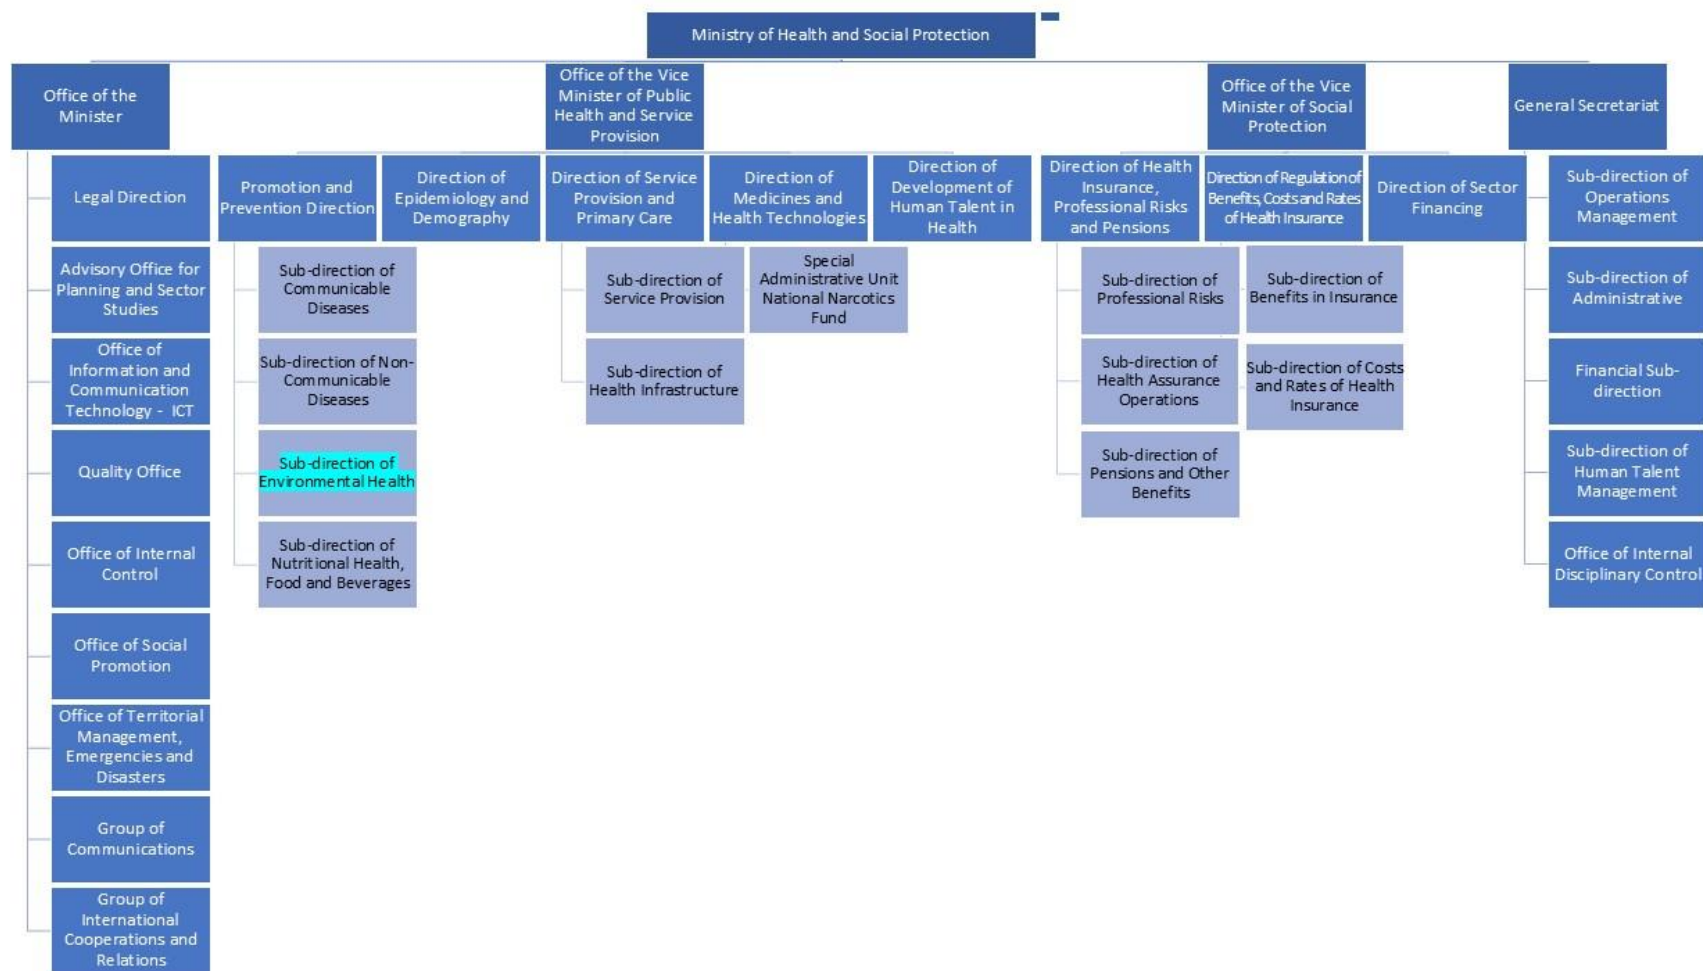 Ministry of Health and Social Protection
Office of the
Minister
Office of the Vice
Minister of Public
Health and Service
Provision
Office of the Vice
Minister of Social
Protection
General Secretariat
Legal Direction
Promotion and
Prevention Direction
Direction of
Epidemiology and
Demography
Direction of Service
Provision and
Primary Care
Direction of
Medicines and
Health Technologies
Direction of
Development of
Human Talent in
Health
Direction of Health
Insurance,
Professional Risks
and Pensions
Direction of Regulation of
Benefits, Costs and Rates
of Health Insurance
Direction of Sector
Financing
Sub-direction of
Operations
Management
Advisory Office for
Planning and Sector
Studies
Sub-direction of
Communicable
Diseases
Sub-direction of
Service Provision
Special
Administrative Unit
National Narcotics
Fund
Sub-direction of
Professional Risks
Sub-direction of
Benefits in Insurance
Sub-direction of
Administrative
Office of
Information and
Communication
Technology - ICT
Sub-direction of Non-
Communicable
Diseases
Sub-direction of
Health Infrastructure
Sub-direction of
Health Assurance
Operations
Sub-direction of Costs
and Rates of Health
Insurance
Financial Sub-
direction
Quality Office
Sub-direction of
Environmental Health
Sub-direction of
Pensions and Other
Benefits
Sub-direction of
Human Talent
Management
Office of Internal
Control
Sub-direction of
Nutritional Health,
Food and Beverages
Office of Internal
Disciplinary Control
Office of Social
Promotion
Office of Territorial
Management,
Emergencies and
Disasters
Group of
Communications
Group of
International
Cooperations and
Relations